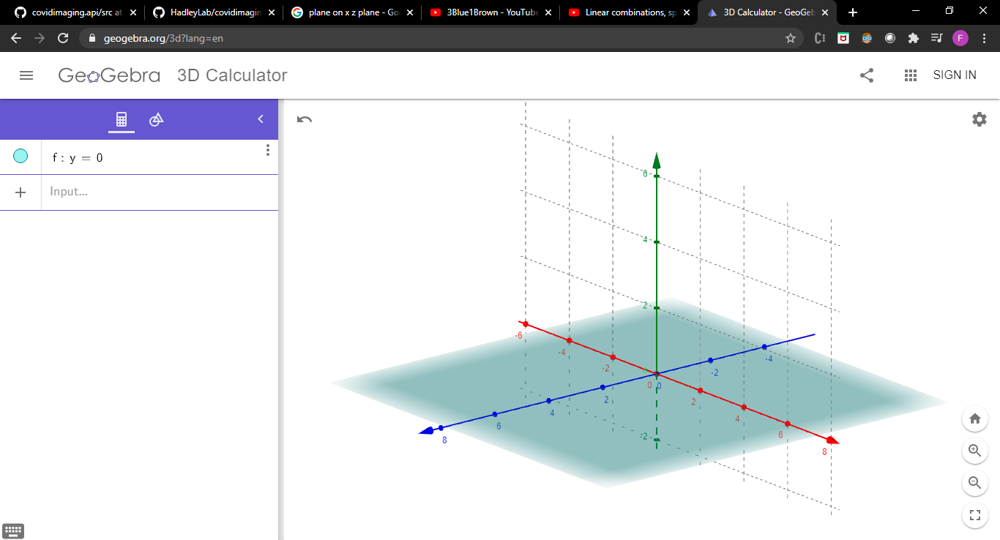 covidimaging.api/src at
HadleyLab/covidimagin
plane on x z plane - Go
3Blue1Brown - YouTube
Linear combinations, sp
3D Calculator - GeoGeb
geogebra.org/3d?lang=en
F
GeoGebra 3D Calculator
SIGN IN
f : y = 0
Input...
6
4
2
-6
-4
-2
-4
-2
0 0
2
2
4
4
6
-2
6
8
8